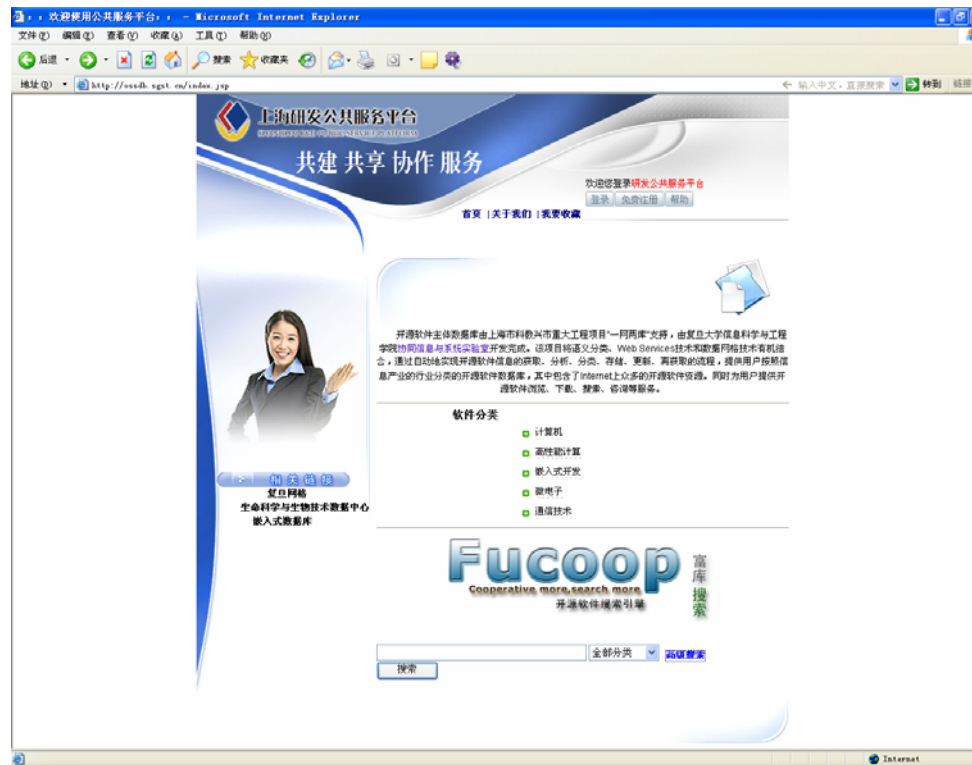 欢迎使用公共服务平台 - Microsoft Internet Explorer
文件(F) 编辑(E) 查看(V) 收藏(A) 工具(T) 帮助(H)
后退 搜索 收藏夹
地址(D) http://ossdb.sgst.cn/index.jsp 输入中文，直接搜索 转到 链接
上海研发公共服务平台
SHANGHAI R&D PUBLIC SERVICE PLATFORM
共建 共享 协作 服务
欢迎您登录研发公共服务平台
登录 免费注册 帮助
首页 | 关于我们 | 我要收藏
开源软件主体数据库由上海市科教兴市重大工程项目"一网两库"支持，由复旦大学信息科学与工程
学院协同信息与系统实验室开发完成。该项目将语义分类、Web Services技术和数据网格技术有机结
合，通过自动地实现开源软件信息的获取、分析、分类、存储、更新、再获取的流程，提供用户按照信
息产业的行业分类的开源软件数据库，其中包含了Internet上众多的开源软件资源。同时为用户提供开
源软件浏览、下载、搜索、咨询等服务。
软件分类
计算机
高性能计算
嵌入式开发
微电子
通信技术
相关链接
复旦网格
生命科学与生物技术数据中心
嵌入式数据库
Fucoop
富库搜索
Cooperative more,search more
开源软件搜索引擎
全部分类 高级搜索
搜索
Internet